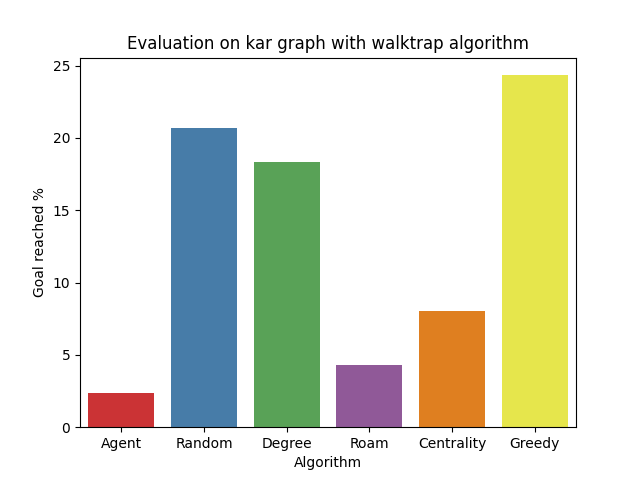 Evaluation on kar graph with walktrap algorithm
Goal reached %
25
20
15
10
5
0
Agent Random Degree Roam Centrality Greedy
Algorithm